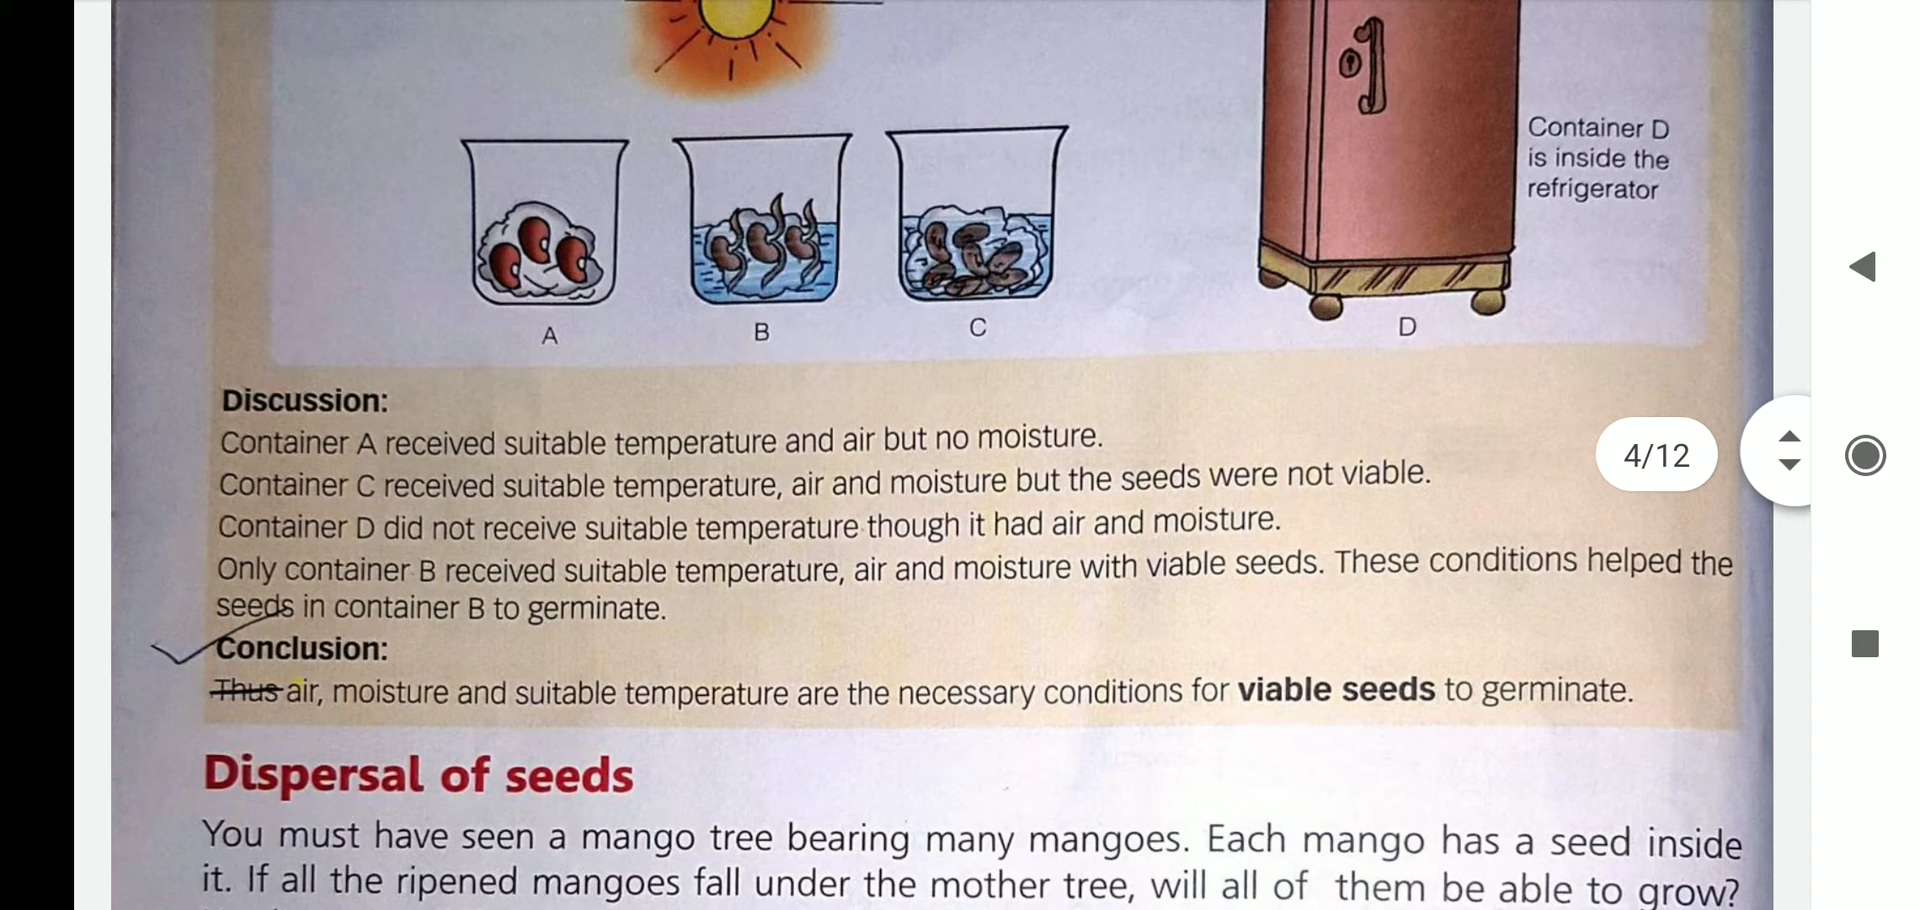 Container D
is inside the
refrigerator
A
B
C
D
Discussion:
Container A received suitable temperature and air but no moisture.
Container C received suitable temperature, air and moisture but the seeds were not viable.
Container D did not receive suitable temperature though it had air and moisture.
Only container B received suitable temperature, air and moisture with viable seeds. These conditions helped the
seeds in container B to germinate.
Conclusion:
Thus air, moisture and suitable temperature are the necessary conditions for viable seeds to germinate.
4/12
Dispersal of seeds
You must have seen a mango tree bearing many mangoes. Each mango has a seed inside
it. If all the ripened mangoes fall under the mother tree, will all of them be able to grow?